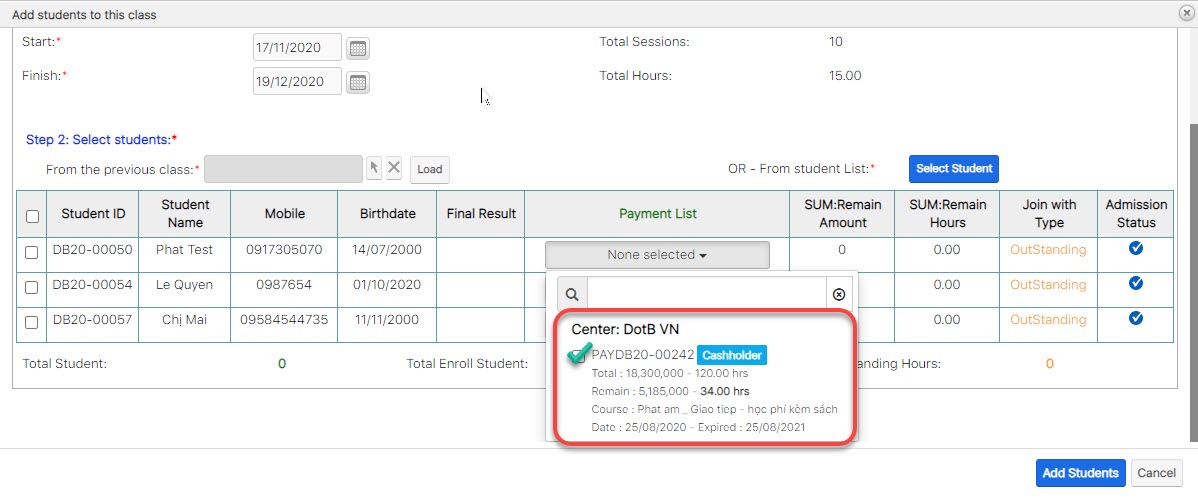 Add students to this class
Start:* 17/11/2020 Total Sessions: 10
Finish:* 19/12/2020 Total Hours: 15.00
Step 2: Select students:*
From the previous class:* Load OR - From student List:* Select Student
Student ID Student Name Mobile Birthdate Final Result Payment List SUM:Remain Amount SUM:Remain Hours Join with Type Admission Status
DB20-00050 Phat Test 0917305070 14/07/2000 None selected 0 0.00 OutStanding
DB20-00054 Le Quyen 0987654 01/10/2020 0.00 OutStanding
DB20-00057 Chị Mai 09584544735 11/11/2000 0.00 OutStanding
Center: DotB VN
PAYDB20-00242 Cashholder
Total : 18,300,000 - 120.00 hrs
Remain : 5,185,000 - 34.00 hrs
Course : Phat am _ Giao tiep - học phí kèm sách
Date : 25/08/2020 - Expired : 25/08/2021
Total Student: 0 Total Enroll Student: anding Hours: 0
Add Students Cancel